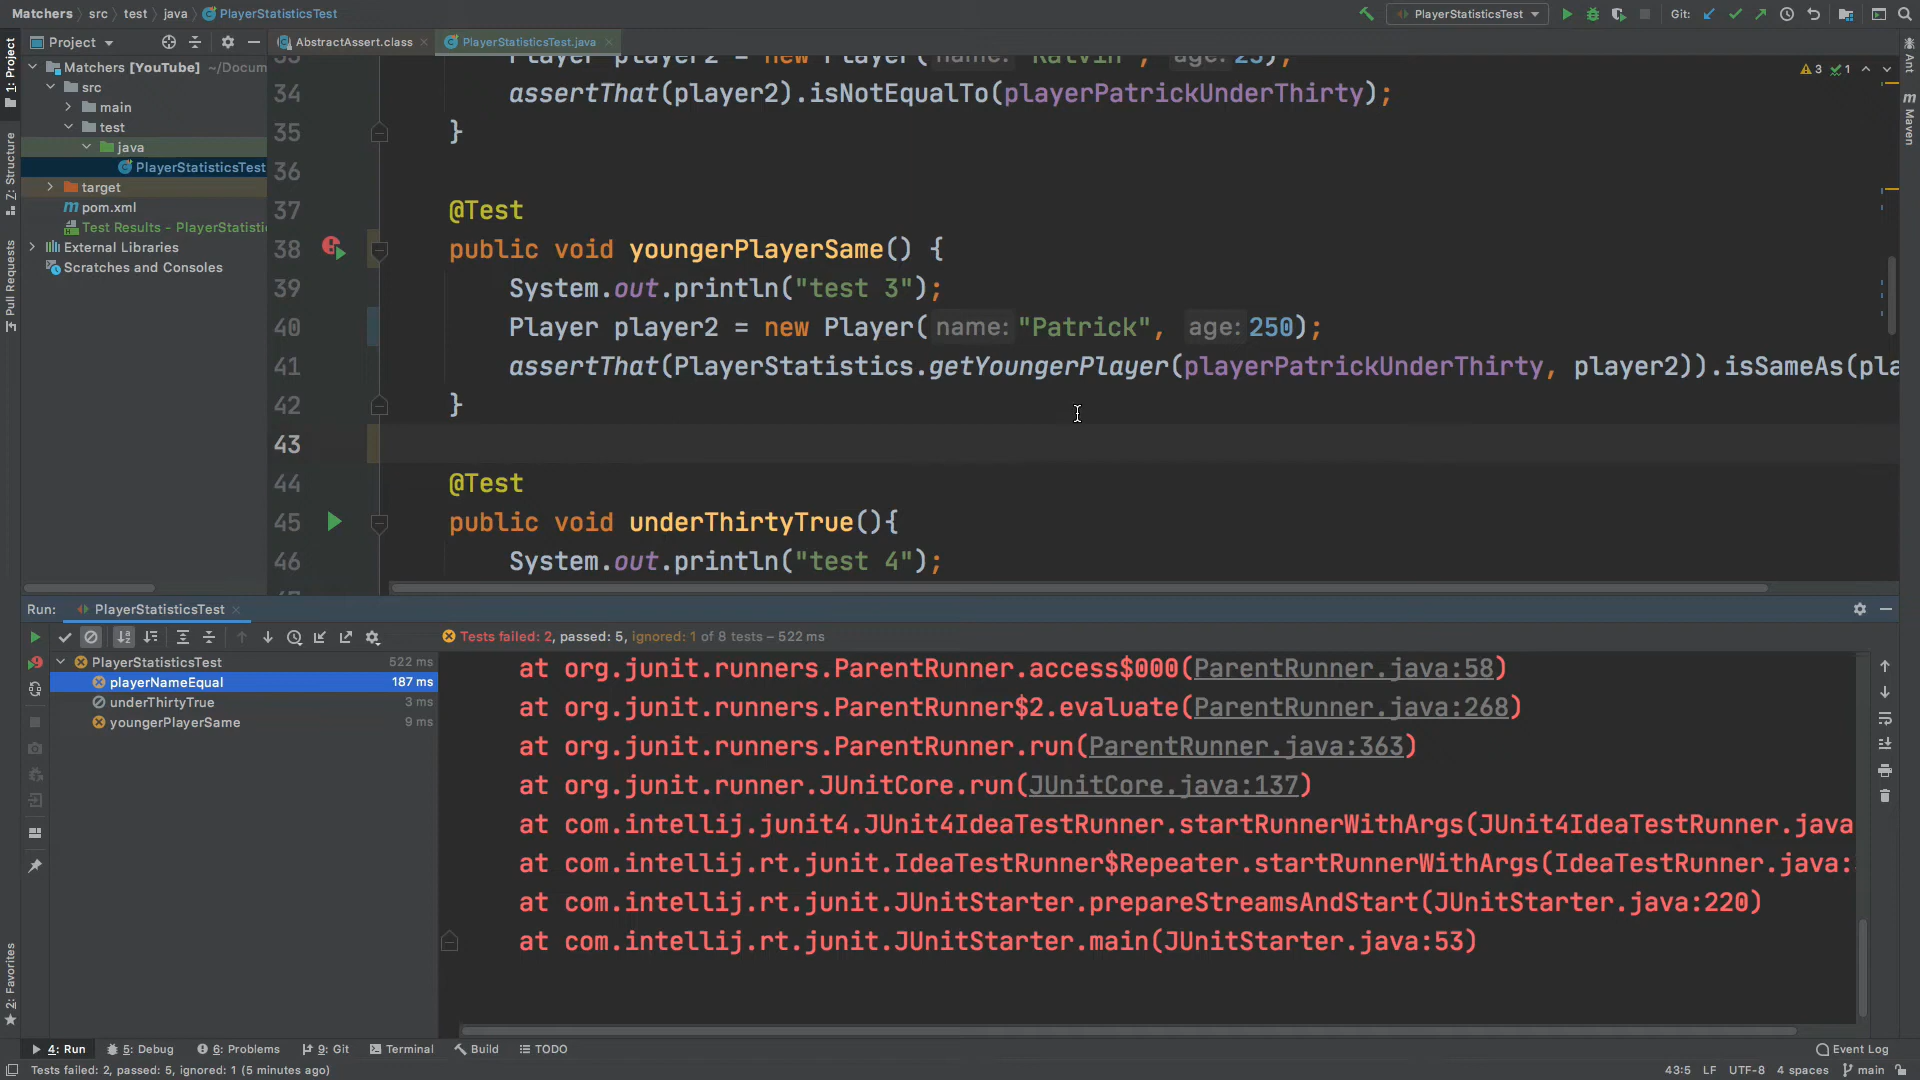 Matchers src test java PlayerStatisticsTest
PlayerStatisticsTest Git:
Project
AbstractAssert.class PlayerStatisticsTest.java
1: Project
Z: Structure
Pull Requests
2: Favorites
Matchers [YouTube] ~/Docum
src
main
test
java
PlayerStatisticsTest
target
pom.xml
Test Results - PlayerStatisti
External Libraries
Scratches and Consoles
Ant
Maven
3 1
34 assertThat(player2).isNotEqualTo(playerPatrickUnderThirty);
35 }
36
37 @Test
38 public void youngerPlayerSame() {
39 System.out.println("test 3");
40 Player player2 = new Player( name: "Patrick", age: 250);
41 assertThat(PlayerStatistics.getYoungerPlayer(playerPatrickUnderThirty, player2)).isSameAs(pla
42 }
43
44 @Test
45 public void underThirtyTrue(){
46 System.out.println("test 4");
Run: PlayerStatisticsTest
Tests failed: 2, passed: 5, ignored: 1 of 8 tests – 522 ms
PlayerStatisticsTest 522 ms
playerNameEqual 187 ms
underThirtyTrue 3 ms
youngerPlayerSame 9 ms
at org.junit.runners.ParentRunner.access$000(ParentRunner.java:58)
at org.junit.runners.ParentRunner$2.evaluate(ParentRunner.java:268)
at org.junit.runners.ParentRunner.run(ParentRunner.java:363)
at org.junit.runner.JUnitCore.run(JUnitCore.java:137)
at com.intellij.junit4.JUnit4IdeaTestRunner.startRunnerWithArgs(JUnit4IdeaTestRunner.java
at com.intellij.rt.junit.IdeaTestRunner$Repeater.startRunnerWithArgs(IdeaTestRunner.java:
at com.intellij.rt.junit.JUnitStarter.prepareStreamsAndStart(JUnitStarter.java:220)
at com.intellij.rt.junit.JUnitStarter.main(JUnitStarter.java:53)
4: Run 5: Debug 6: Problems 9: Git Terminal Build TODO Event Log
Tests failed: 2, passed: 5, ignored: 1 (5 minutes ago) 43:5 LF UTF-8 4 spaces main